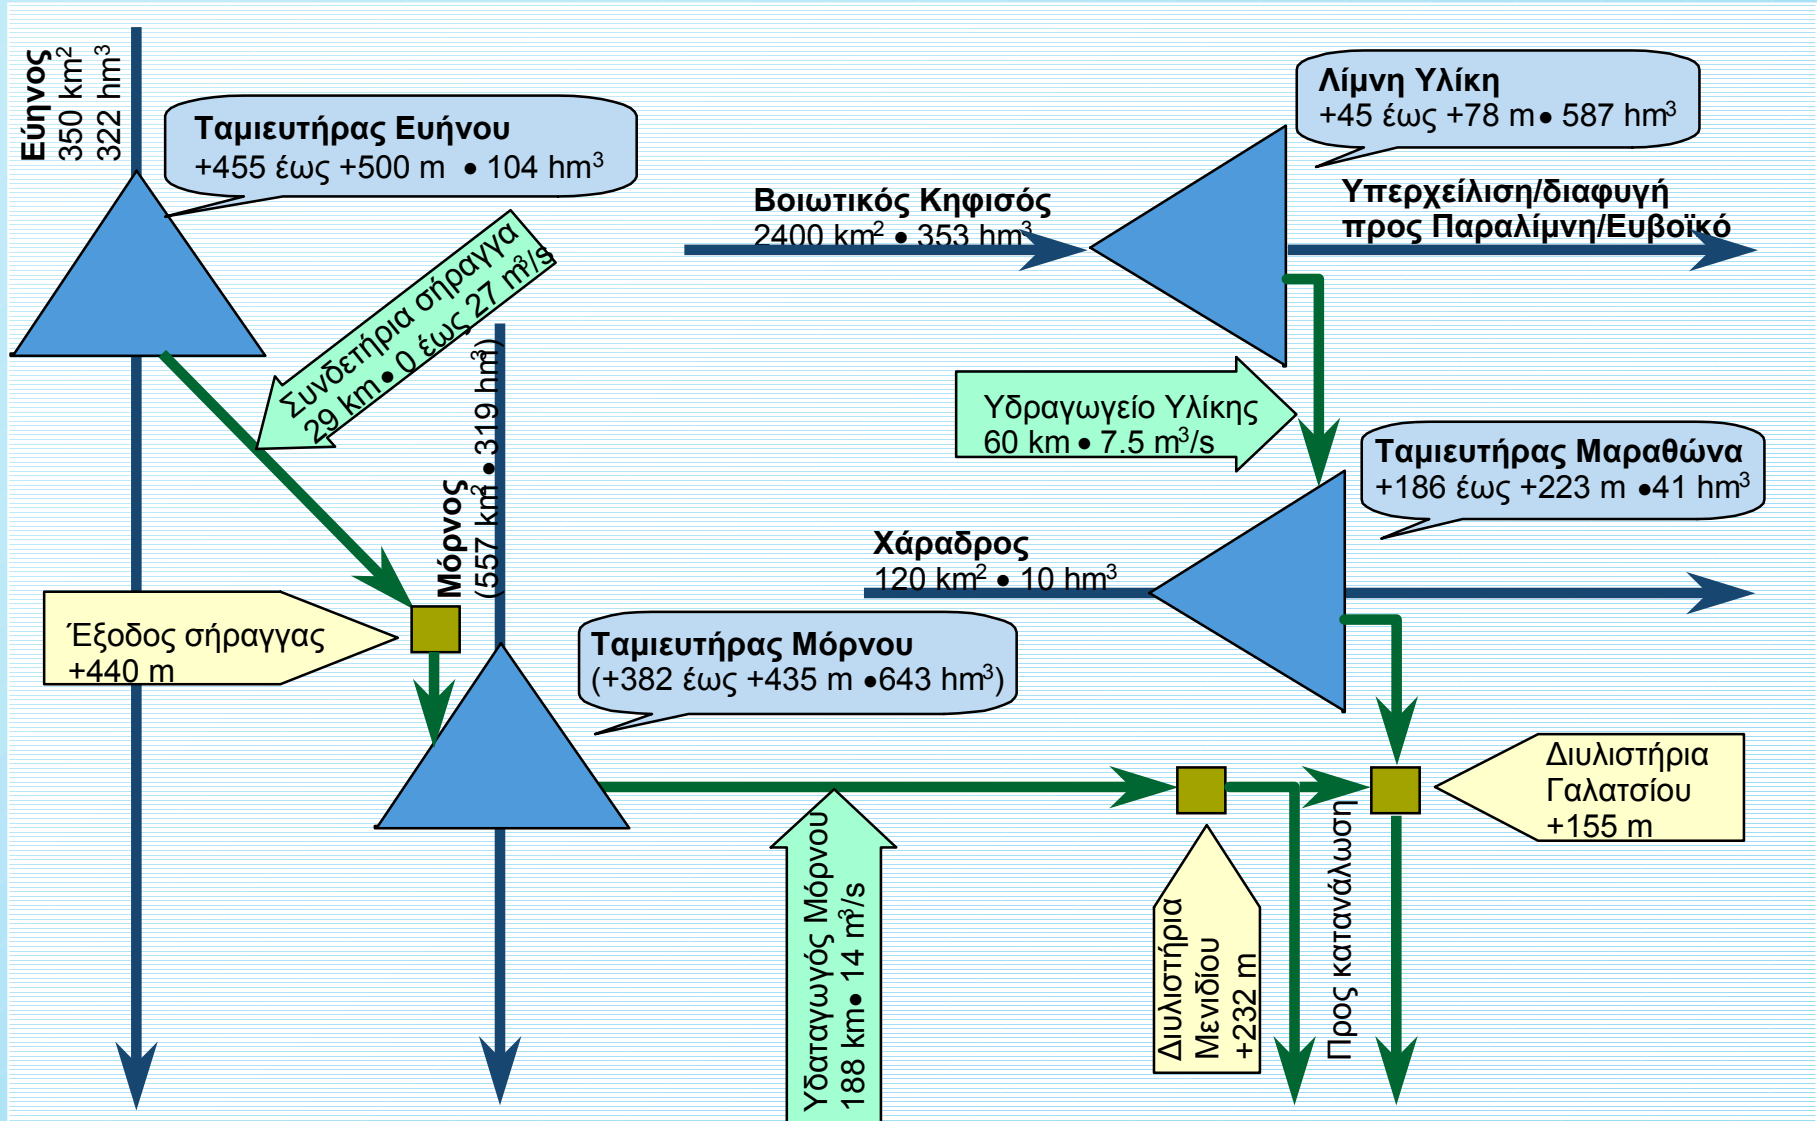 Εύηνος
350 km²
322 hm³
Ταμιευτήρας Ευήνου
+455 έως +500 m • 104 hm³
Λίμνη Υλίκη
+45 έως +78 m • 587 hm³
Βοιωτικός Κηφισός
2400 km² • 353 hm³
Υπερχείλιση/διαφυγή
προς Παραλίμνη/Ευβοϊκό
Συνδετήρια σήραγγα
29 km • 0 έως 27 m³/s
Μόρνος
(557 km² • 319 hm³)
Υδραγωγείο Υλίκης
60 km • 7.5 m³/s
Ταμιευτήρας Μαραθώνα
+186 έως +223 m •41 hm³
Χάραδρος
120 km² • 10 hm³
Έξοδος σήραγγας
+440 m
Ταμιευτήρας Μόρνου
(+382 έως +435 m •643 hm³)
Διυλιστήρια
Γαλατσίου
+155 m
Υδαταγωγός Μόρνου
188 km• 14 m³/s
Διυλιστήρια
Μενιδίου
+232 m
Προς κατανάλωση